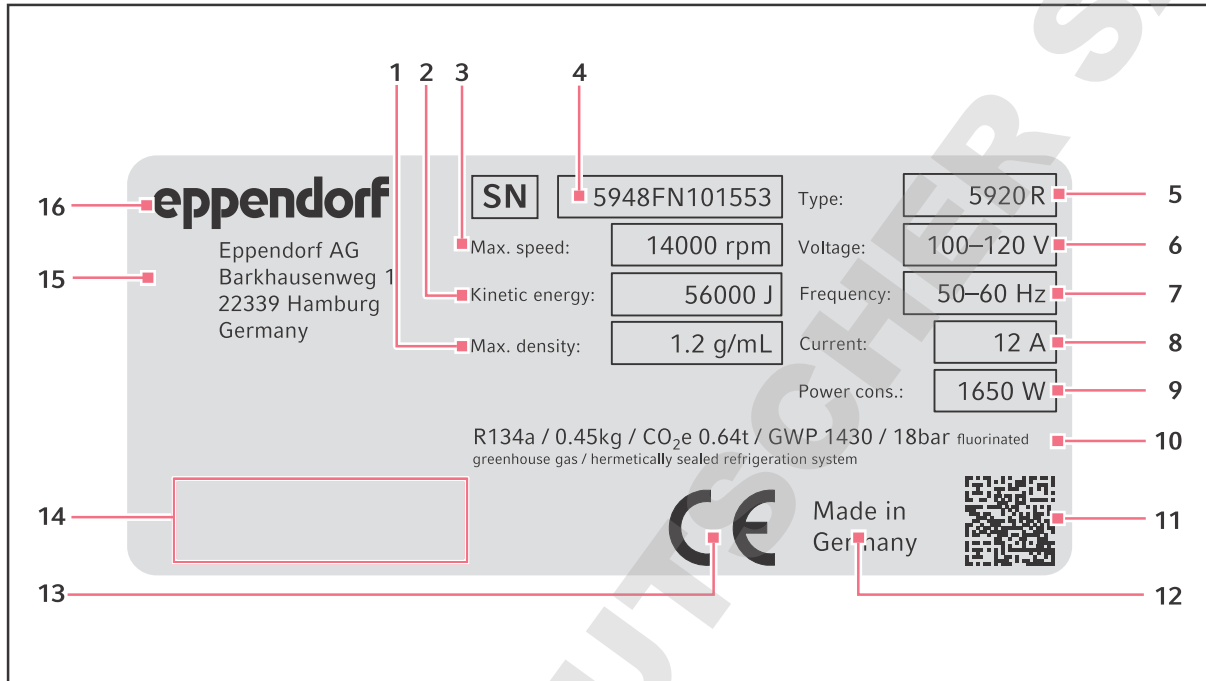 1 2 3 4
eppendorf
Eppendorf AG
Barkhausenweg 1
22339 Hamburg
Germany
SN 5948FN101553
Max. speed: 14000 rpm
Kinetic energy: 56000 J
Max. density: 1.2 g/mL
Type: 5920 R
Voltage: 100–120 V
Frequency: 50–60 Hz
Current: 12 A
Power cons.: 1650 W
R134a / 0.45kg / CO₂e 0.64t / GWP 1430 / 18bar fluorinated
greenhouse gas / hermetically sealed refrigeration system
CE
Made in
Germany
5
6
7
8
9
10
11
12
13
14
15
16
UTSCHER S